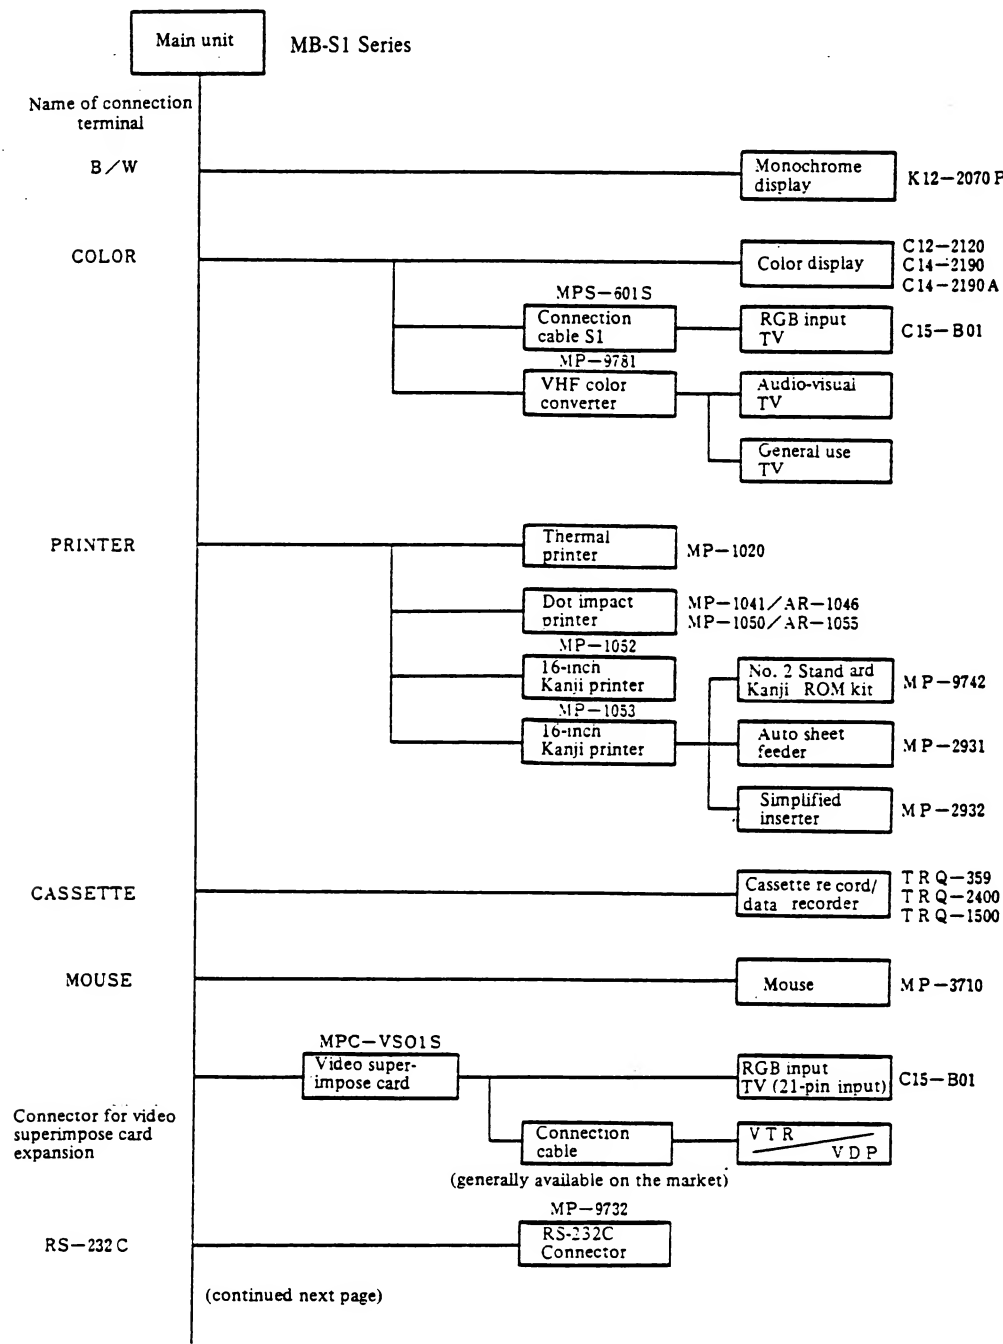 Main unit
MB-S1 Series
Name of connection
terminal
B/W
Monochrome
display
K12-2070P
COLOR
Color display
C12-2120
C14-2190
C14-2190A
MPS-601S
Connection
cable S1
RGB input
TV
C15-B01
MP-9781
VHF color
converter
Audio-visual
TV
General use
TV
PRINTER
Thermal
printer
MP-1020
Dot impact
printer
MP-1041/AR-1046
MP-1050/AR-1055
MP-1052
16-inch
Kanji printer
No. 2 Stand ard
Kanji ROM kit
MP-9742
MP-1053
16-inch
Kanji printer
Auto sheet
feeder
MP-2931
Simplified
inserter
MP-2932
CASSETTE
Cassette re cord/
data recorder
TRQ-359
TRQ-2400
TRQ-1500
MOUSE
Mouse
MP-3710
MPC-VSO1S
Video super-
impose card
RGB input
TV (21-pin input)
C15-B01
Connector for video
superimpose card
expansion
Connection
cable
VTR
VDP
(generally available on the market)
MP-9732
RS-232C
RS-232C
Connector
(continued next page)